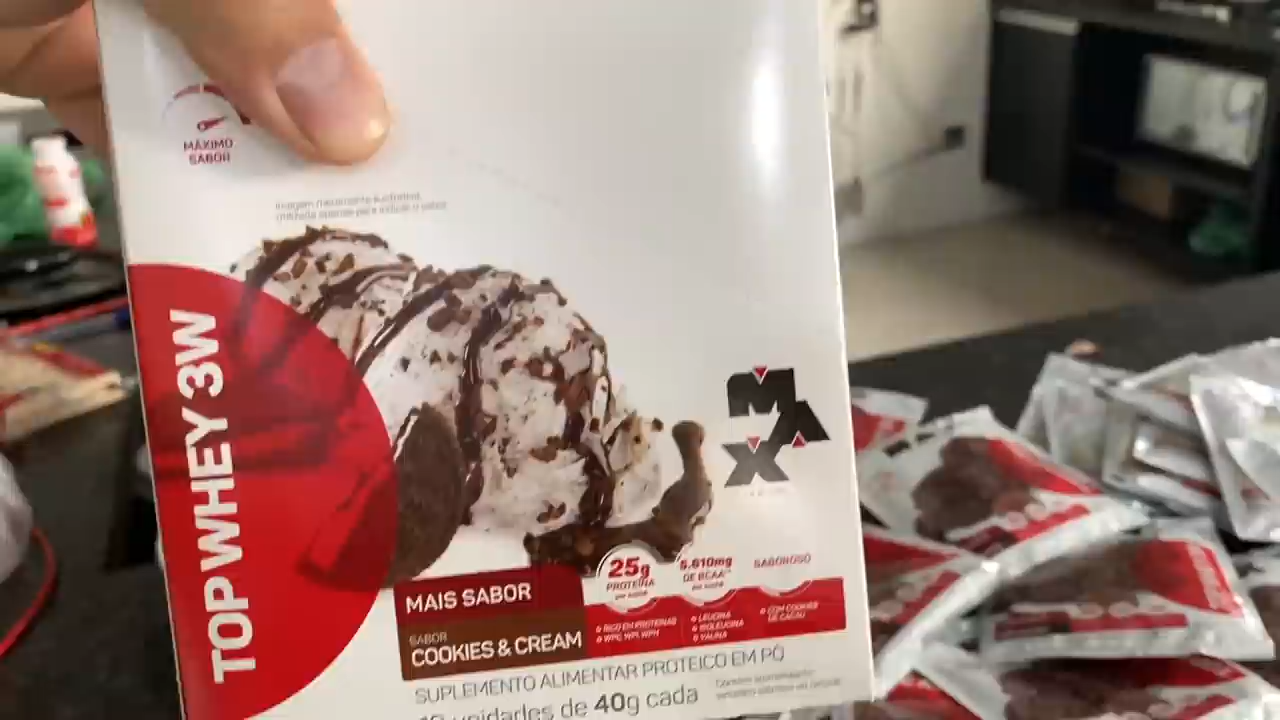 MÁXIMO
SABOR
TOP WHEY 3W
MAX
25g
PROTEÍNA
5.610mg
DE BCAA
SABOROSO
RICO EM PROTEÍNAS
WPC, WPI, WPH
LEUCINA
ISOLEUCINA
VALINA
COM COOKIES
DE CACAU
MAIS SABOR
SABOR
COOKIES & CREAM
SUPLEMENTO ALIMENTAR PROTEICO EM PÓ
unidades de 40g cada